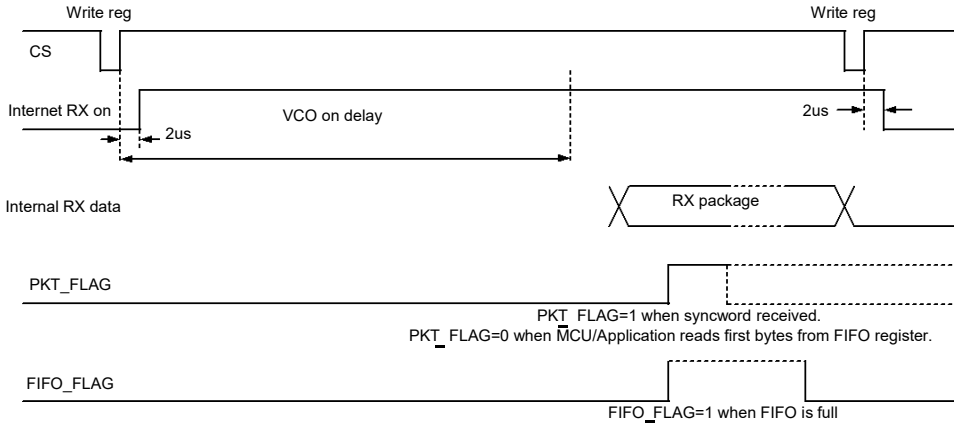 Write reg
Write reg
CS
Internet RX on
VCO on delay
2us
2us
Internal RX data
RX package
PKT_FLAG
PKT_FLAG=1 when syncword received.
PKT_FLAG=0 when MCU/Application reads first bytes from FIFO register.
FIFO_FLAG
FIFO_FLAG=1 when FIFO is full